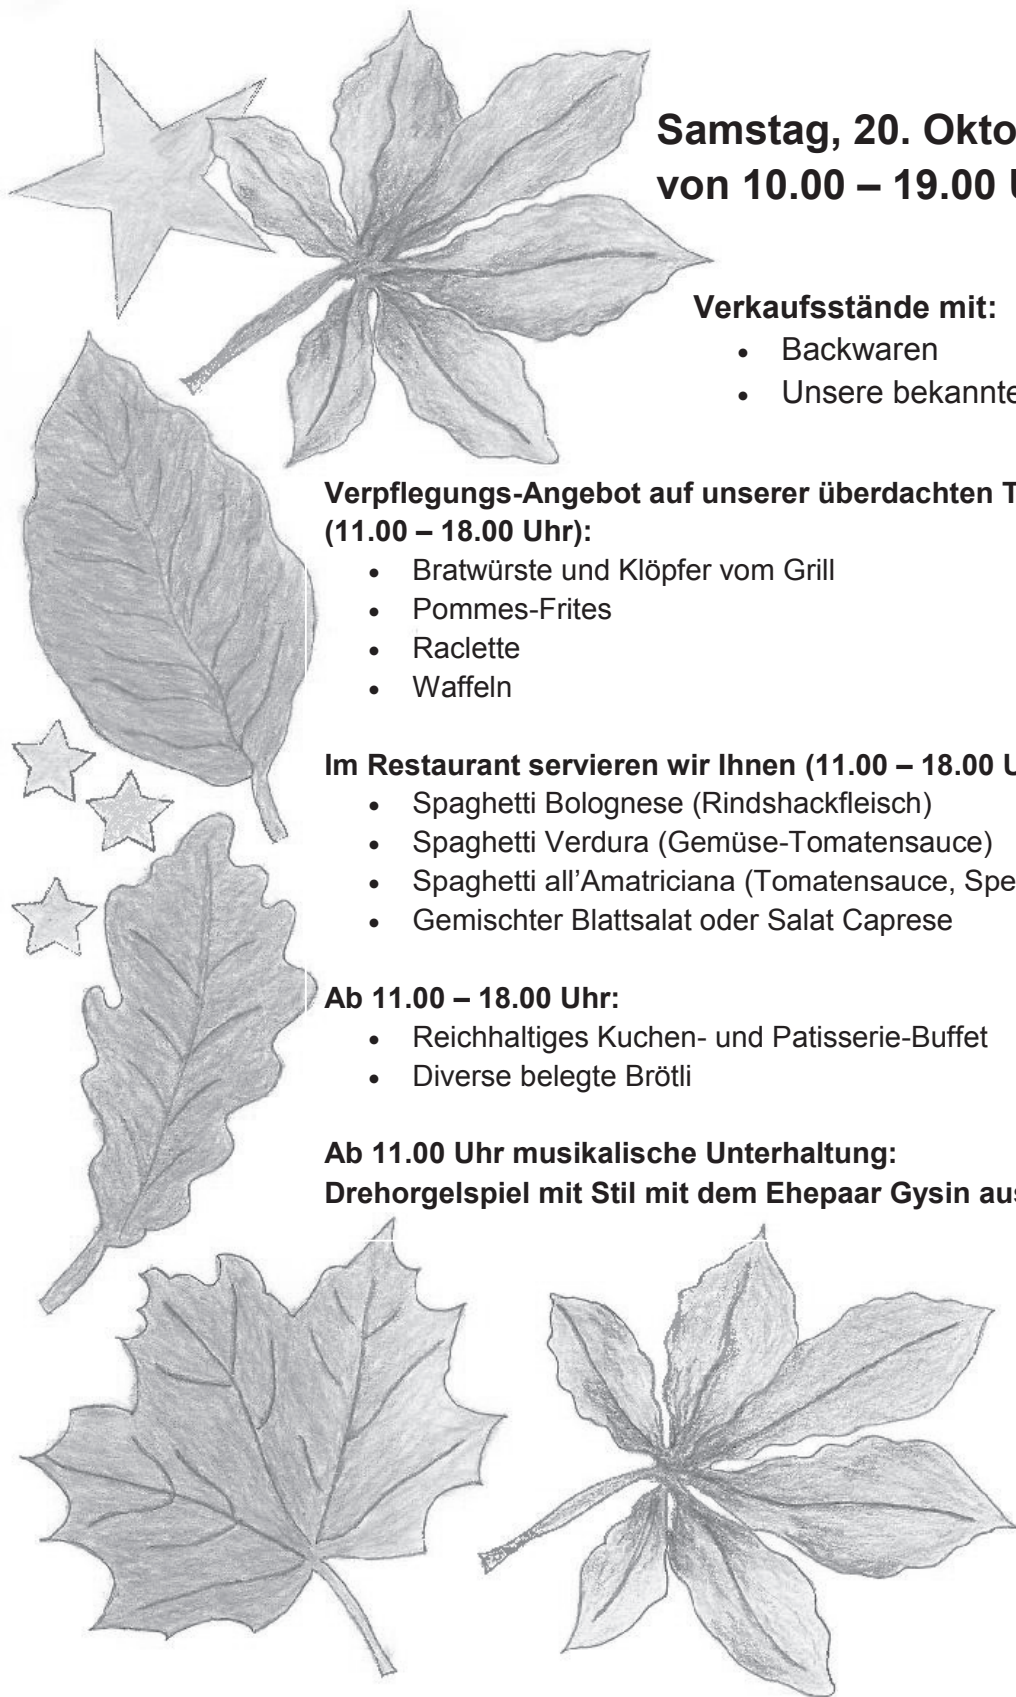 Samstag, 20. Okto
von 10.00 – 19.00 U
Verkaufsstände mit:
• Backwaren
• Unsere bekannte
Verpflegungs-Angebot auf unserer überdachten T
(11.00 – 18.00 Uhr):
• Bratwürste und Klöpfer vom Grill
• Pommes-Frites
• Raclette
• Waffeln
Im Restaurant servieren wir Ihnen (11.00 – 18.00 U
• Spaghetti Bolognese (Rindshackfleisch)
• Spaghetti Verdura (Gemüse-Tomatensauce)
• Spaghetti all’Amatriciana (Tomatensauce, Spe
• Gemischter Blattsalat oder Salat Caprese
Ab 11.00 – 18.00 Uhr:
• Reichhaltiges Kuchen- und Patisserie-Buffet
• Diverse belegte Brötli
Ab 11.00 Uhr musikalische Unterhaltung:
Drehorgelspiel mit Stil mit dem Ehepaar Gysin aus